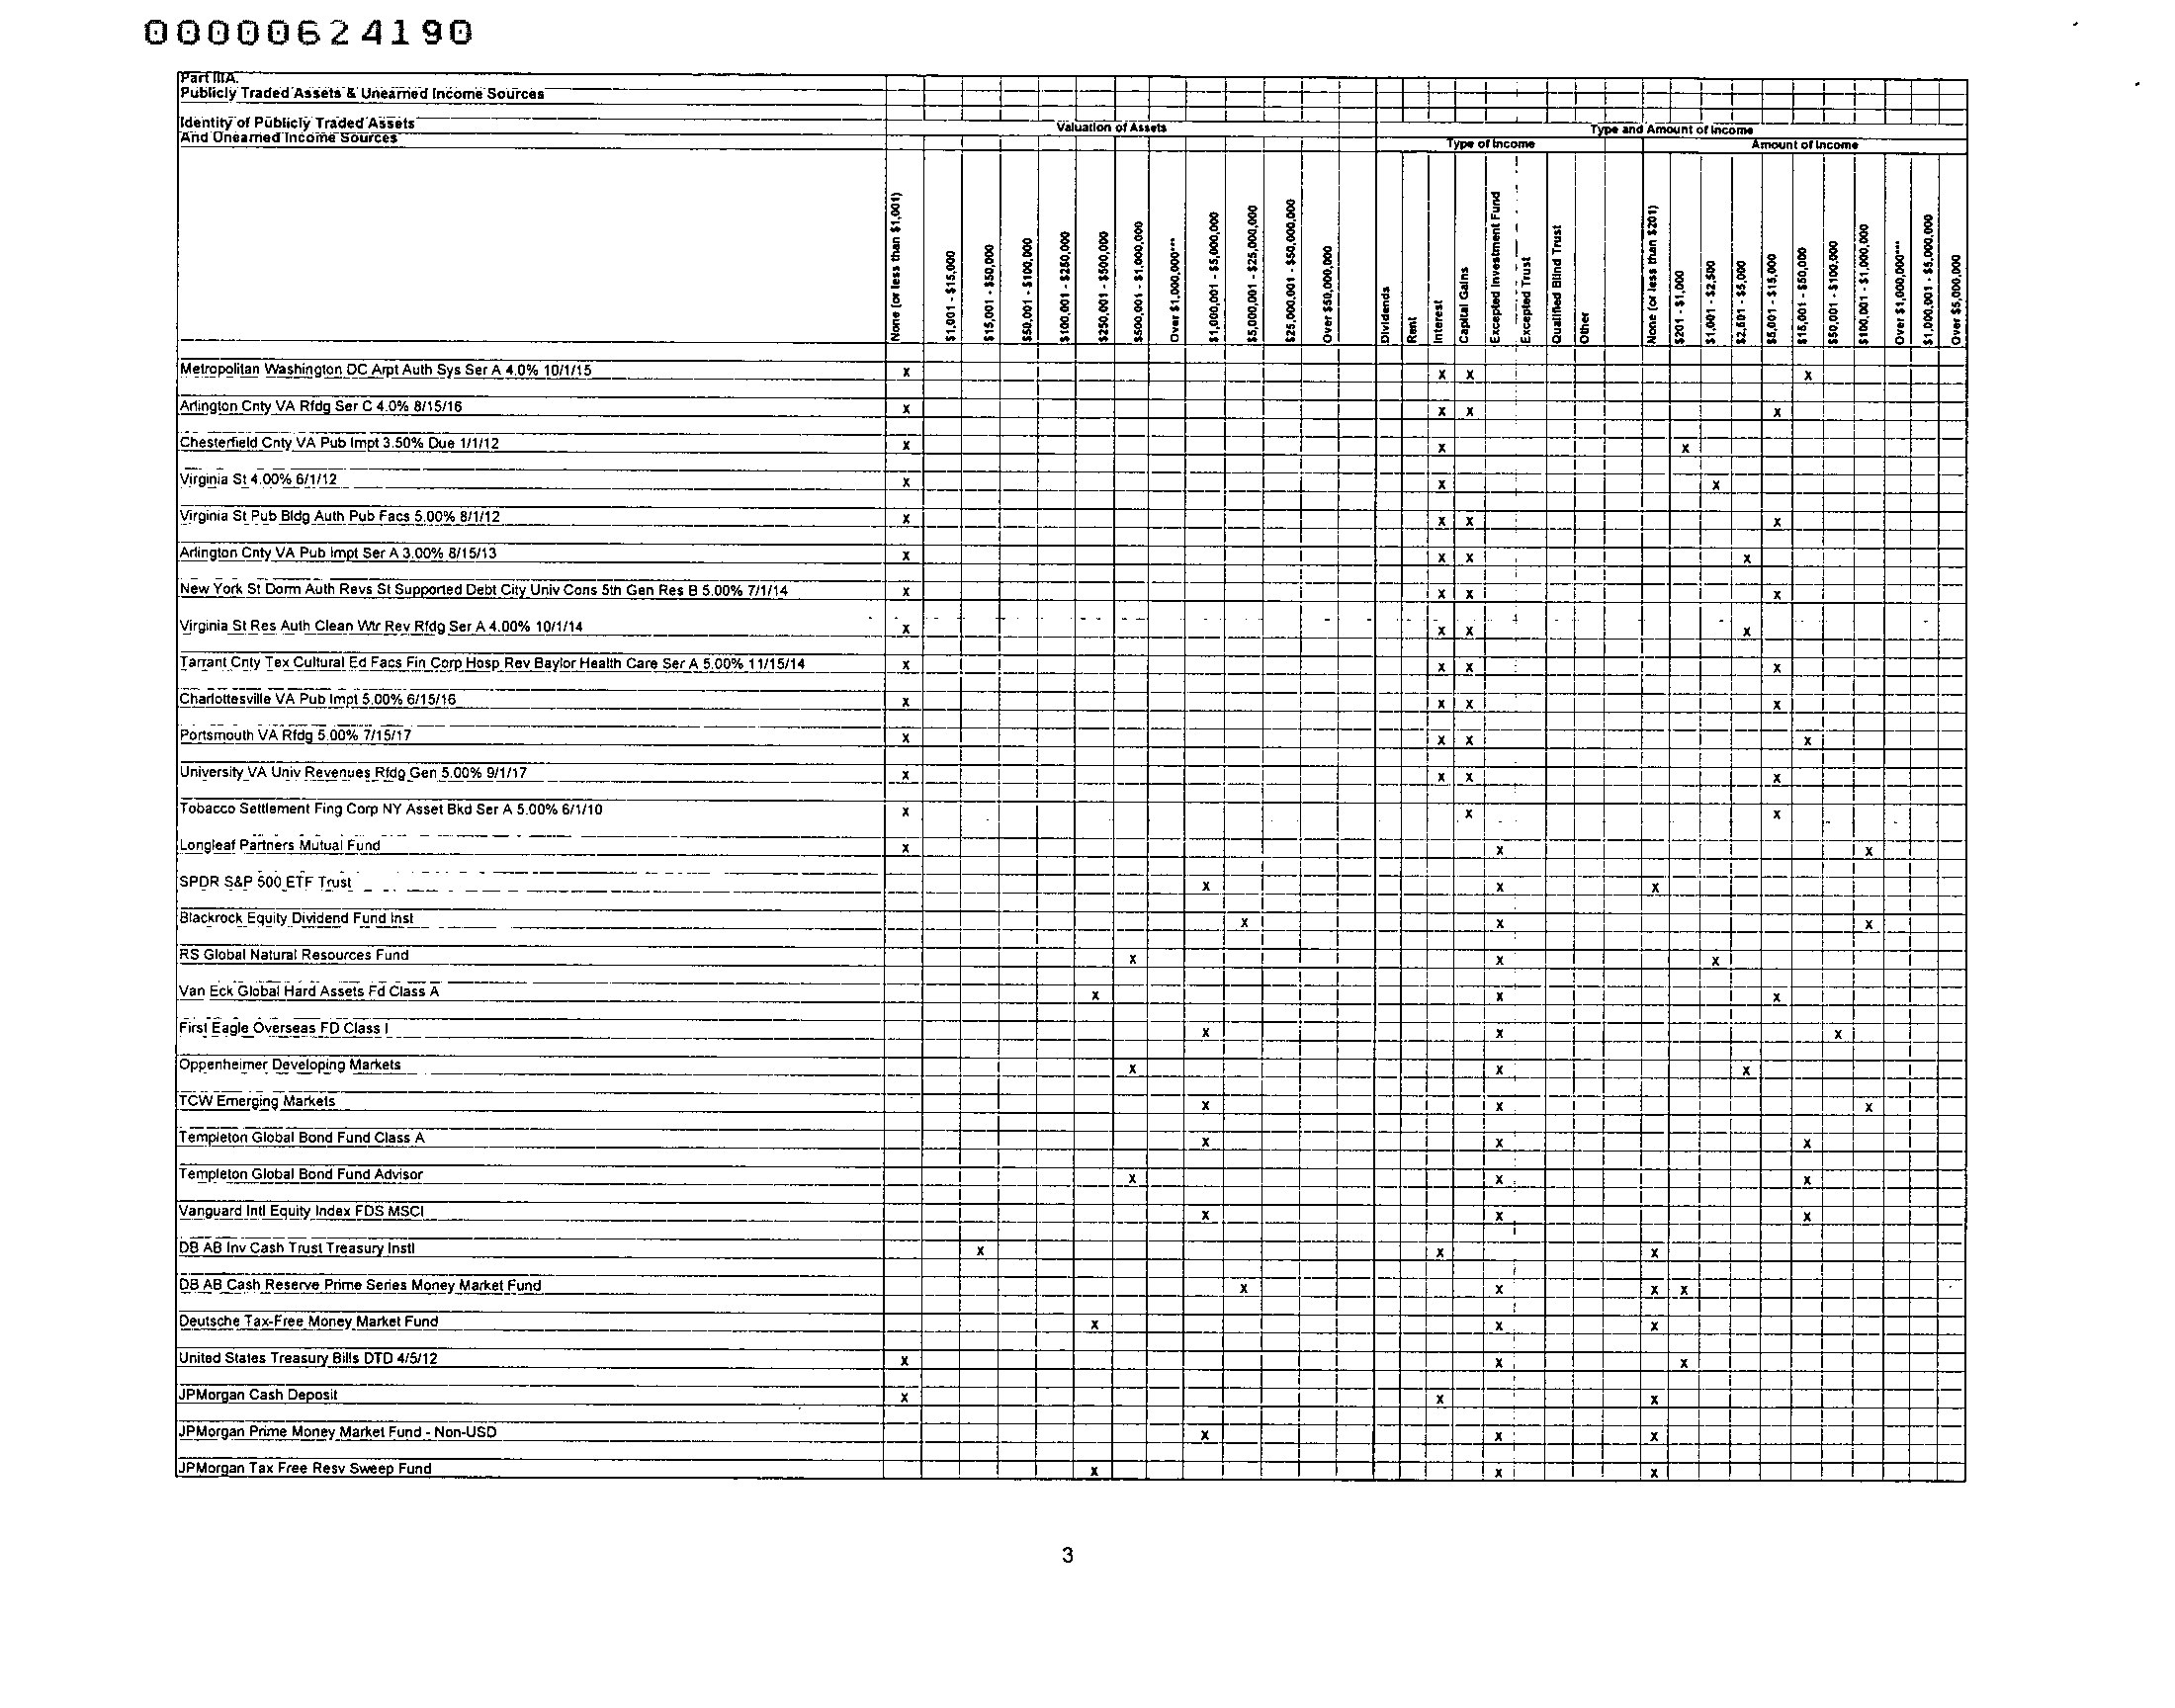 00000624190
Part IIIA.
Publicly Traded Assets & Unearned Income Sources
Identity of Publicly Traded Assets
And Unearned Income Sources
Valuation of Assets
Type and Amount of Income
Type of Income
Amount of Income
None (or less than $1,001)
$1,001 - $15,000
$15,001 - $50,000
$50,001 - $100,000
$100,001 - $250,000
$250,001 - $500,000
$500,001 - $1,000,000
Over $1,000,000***
$1,000,001 - $5,000,000
$5,000,001 - $25,000,000
$25,000,001 - $50,000,000
Over $50,000,000
Dividends
Rent
Interest
Capital Gains
Excepted Investment Fund
Excepted Trust
Qualified Blind Trust
Other
None (or less than $201)
$201 - $1,000
$1,001 - $2,500
$2,501 - $5,000
$5,001 - $15,000
$15,001 - $50,000
$50,001 - $100,000
$100,001 - $1,000,000
Over $1,000,000***
$1,000,001 - $5,000,000
Over $5,000,000
Metropolitan Washington DC Arpt Auth Sys Ser A 4.0% 10/1/15 x x x x
Arlington Cnty VA Rfdg Ser C 4.0% 8/15/16 x x x x
Chesterfield Cnty VA Pub Impt 3.50% Due 1/1/12 x x x
Virginia St 4.00% 6/1/12 x x x
Virginia St Pub Bldg Auth Pub Facs 5.00% 8/1/12 x x x x
Arlington Cnty VA Pub Impt Ser A 3.00% 8/15/13 x x x x
New York St Dorm Auth Revs St Supported Debt City Univ Cons 5th Gen Res B 5.00% 7/1/14 x x x x
Virginia St Res Auth Clean Wtr Rev Rfdg Ser A 4.00% 10/1/14 x x x x
Tarrant Cnty Tex Cultural Ed Facs Fin Corp Hosp Rev Baylor Health Care Ser A 5.00% 11/15/14 x x x x
Charlottesville VA Pub Impt 5.00% 6/15/16 x x x x
Portsmouth VA Rfdg 5.00% 7/15/17 x x x x
University VA Univ Revenues Rfdg Gen 5.00% 9/1/17 x x x x
Tobacco Settlement Fing Corp NY Asset Bkd Ser A 5.00% 6/1/10 x x x
Longleaf Partners Mutual Fund x x x
SPDR S&P 500 ETF Trust x x x
Blackrock Equity Dividend Fund Inst x x x
RS Global Natural Resources Fund x x x
Van Eck Global Hard Assets Fd Class A x x x
First Eagle Overseas FD Class I x x x
Oppenheimer Developing Markets x x x
TCW Emerging Markets x x x
Templeton Global Bond Fund Class A x x x
Templeton Global Bond Fund Advisor x x x
Vanguard Intl Equity Index FDS MSCI x x x
DB AB Inv Cash Trust Treasury Instl x x x
DB AB Cash Reserve Prime Series Money Market Fund x x x x
Deutsche Tax-Free Money Market Fund x x x
United States Treasury Bills DTD 4/5/12 x x x
JPMorgan Cash Deposit x x x
JPMorgan Prime Money Market Fund - Non-USD x x x
JPMorgan Tax Free Resv Sweep Fund x x x
3